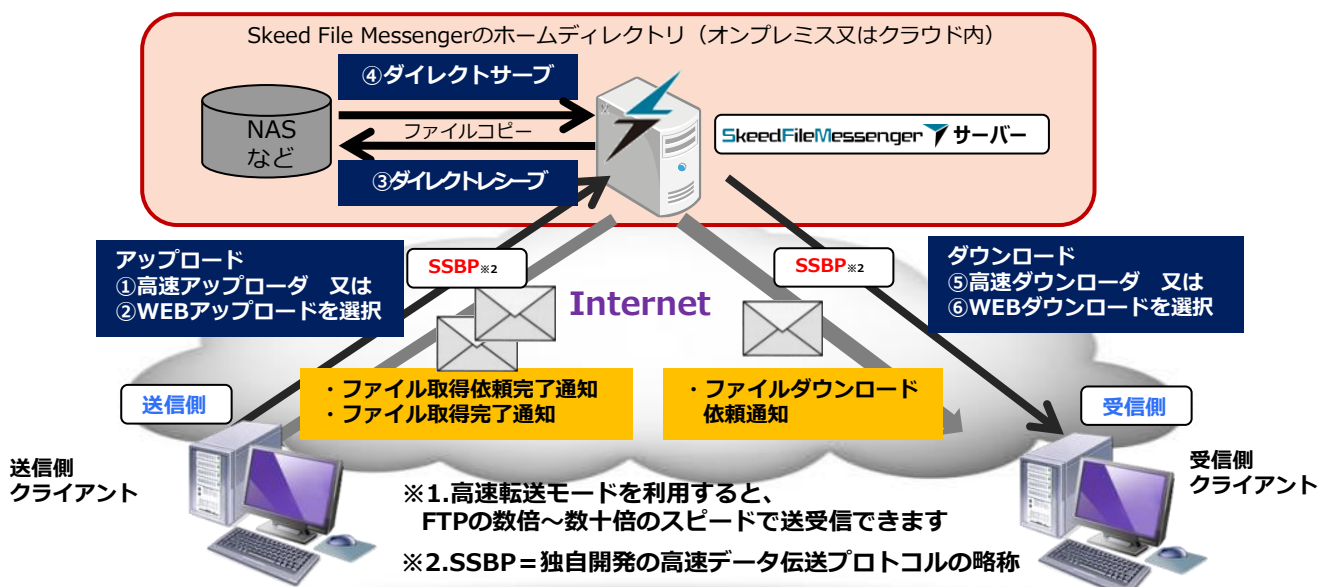 Skeed File Messengerのホームディレクトリ（オンプレミス又はクラウド内）
④ダイレクトサーブ
NAS
など
ファイルコピー
③ダイレクトレシーブ
SkeedFileMessenger サーバー
アップロード
①高速アップローダ　又は
②WEBアップロードを選択
SSBP※2
SSBP※2
ダウンロード
⑤高速ダウンローダ　又は
⑥WEBダウンロードを選択
Internet
・ファイル取得依頼完了通知
・ファイル取得完了通知
・ファイルダウンロード
依頼通知
送信側
受信側
送信側
クライアント
受信側
クライアント
※1.高速転送モードを利用すると、
FTPの数倍～数十倍のスピードで送受信できます
※2.SSBP＝独自開発の高速データ伝送プロトコルの略称